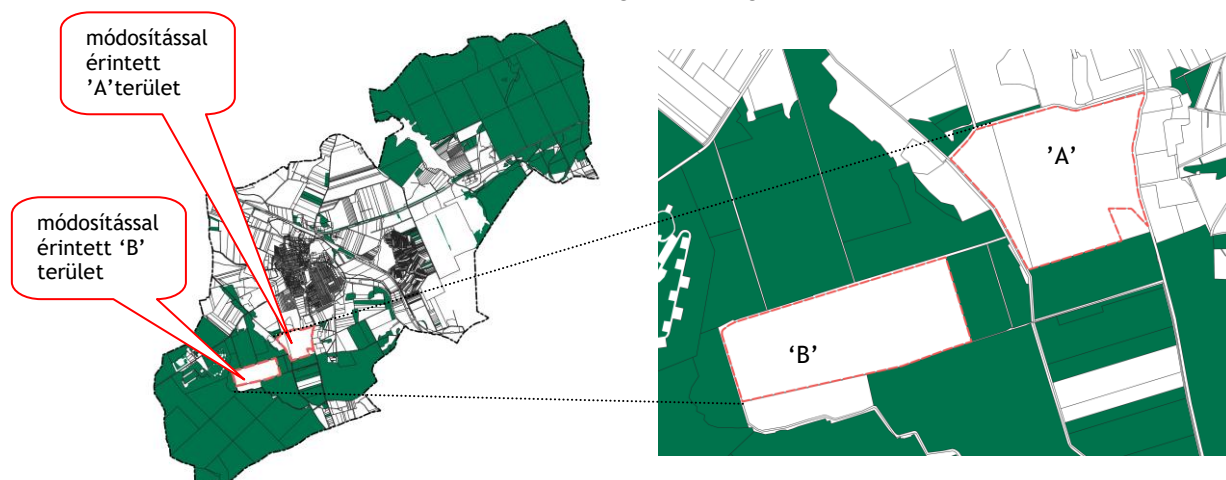 módosítással
érintett
’A’terület
módosítással
érintett ‘B’
terület
’A’
‘B’